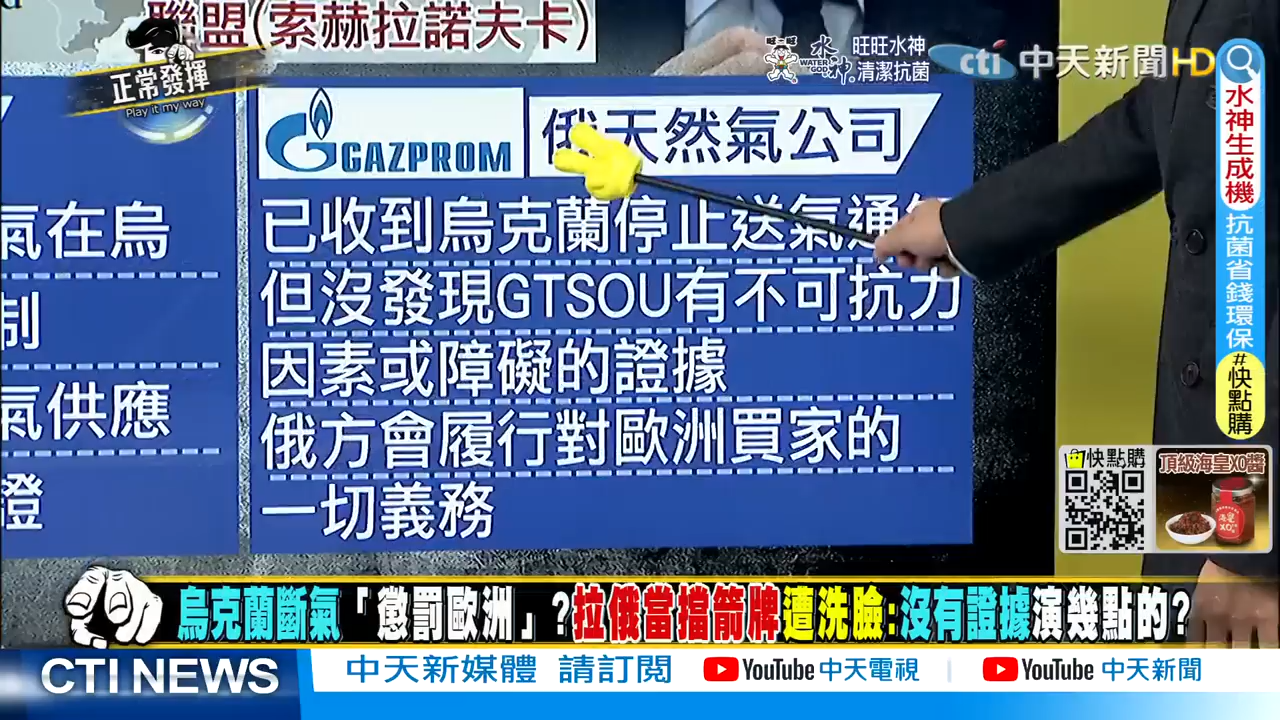 聯盟(索赫拉諾夫卡)
正常發揮
Play it my way
旺旺水神
清潔抗菌
WATER GOD 水神
cti 中天新聞HD
水神生成機
抗菌省錢環保
#快點購
GAZPROM
俄天然氣公司
已收到烏克蘭停止送氣通
但沒發現GTSOU有不可抗力
因素或障礙的證據
俄方會履行對歐洲買家的
一切義務
氣在烏
制
氣供應
證
快點購
頂級海皇XO醬
烏克蘭斷氣「懲罰歐洲」?拉俄當擋箭牌遭洗臉:沒有證據演幾點的?
CTI NEWS
中天新媒體 請訂閱
YouTube 中天電視
YouTube 中天新聞